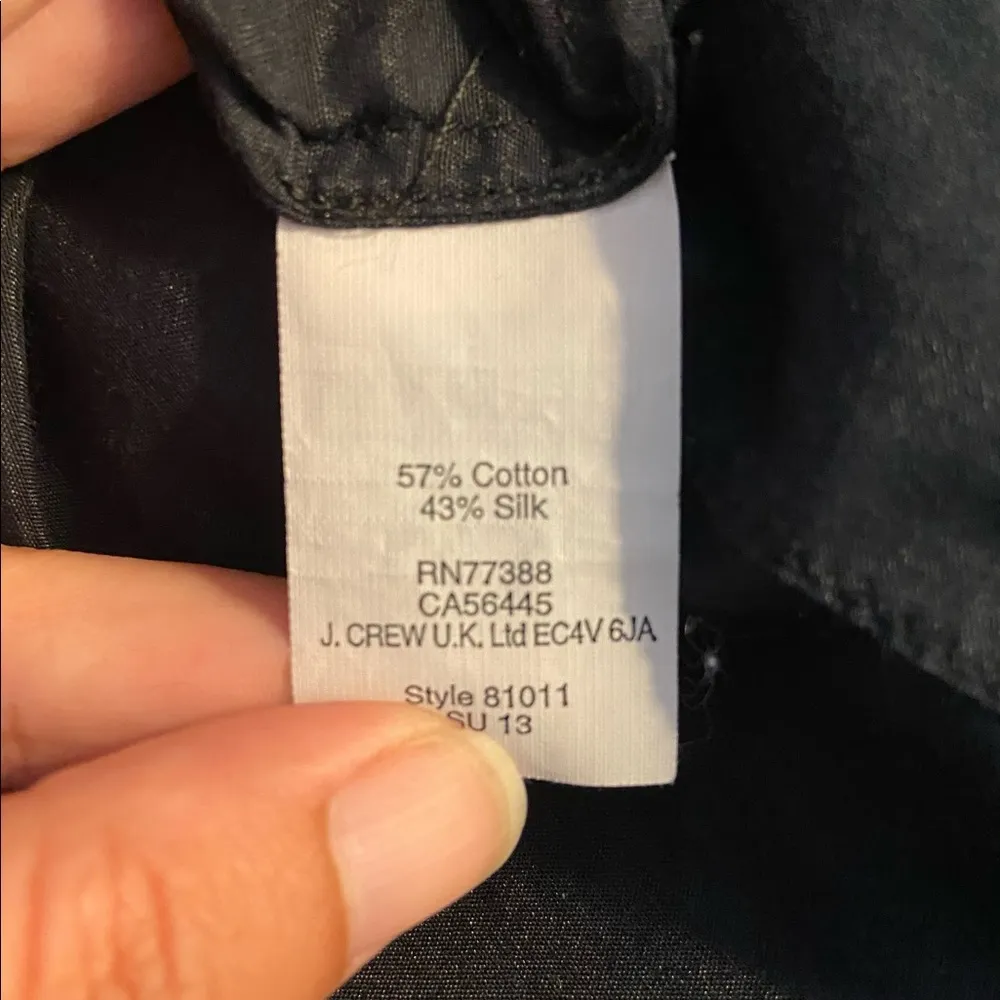 57% Cotton
43% Silk
RN77388
CA56445
J. CREW U.K. Ltd EC4V 6JA
Style 81011
SU 13